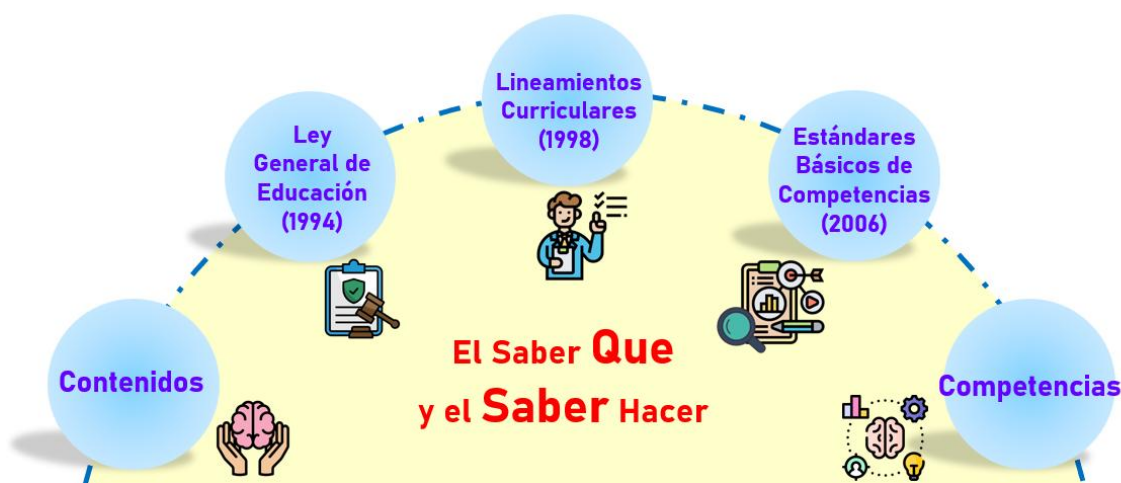 Lineamientos
Curriculares
(1998)
Ley
General de
Educación
(1994)
Estándares
Básicos de
Competencias
(2006)
Contenidos
El Saber Que
y el Saber Hacer
Competencias